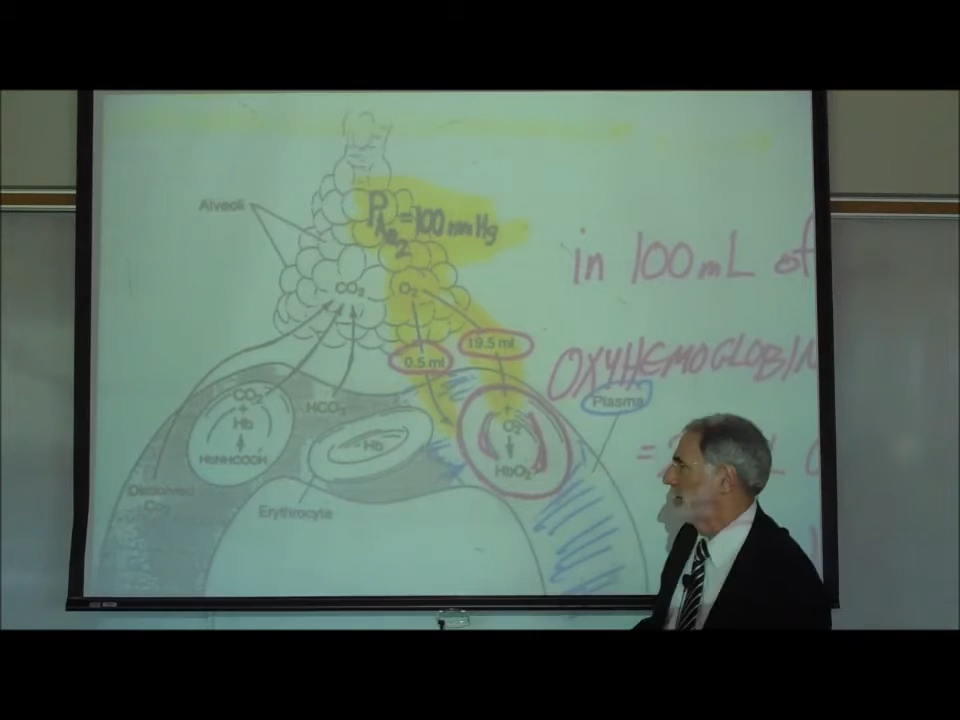 Alveoli
PAO2 = 100 mm Hg
in 100 mL of
CO2
O2
0.5 ml
19.5 ml
OXYHEMOGLOBIN
Plasma
CO2
+
Hb
HbNHCOOH
HCO3
Hb
+
O2
HbO2
=
Dissolved
CO2
Erythrocyte